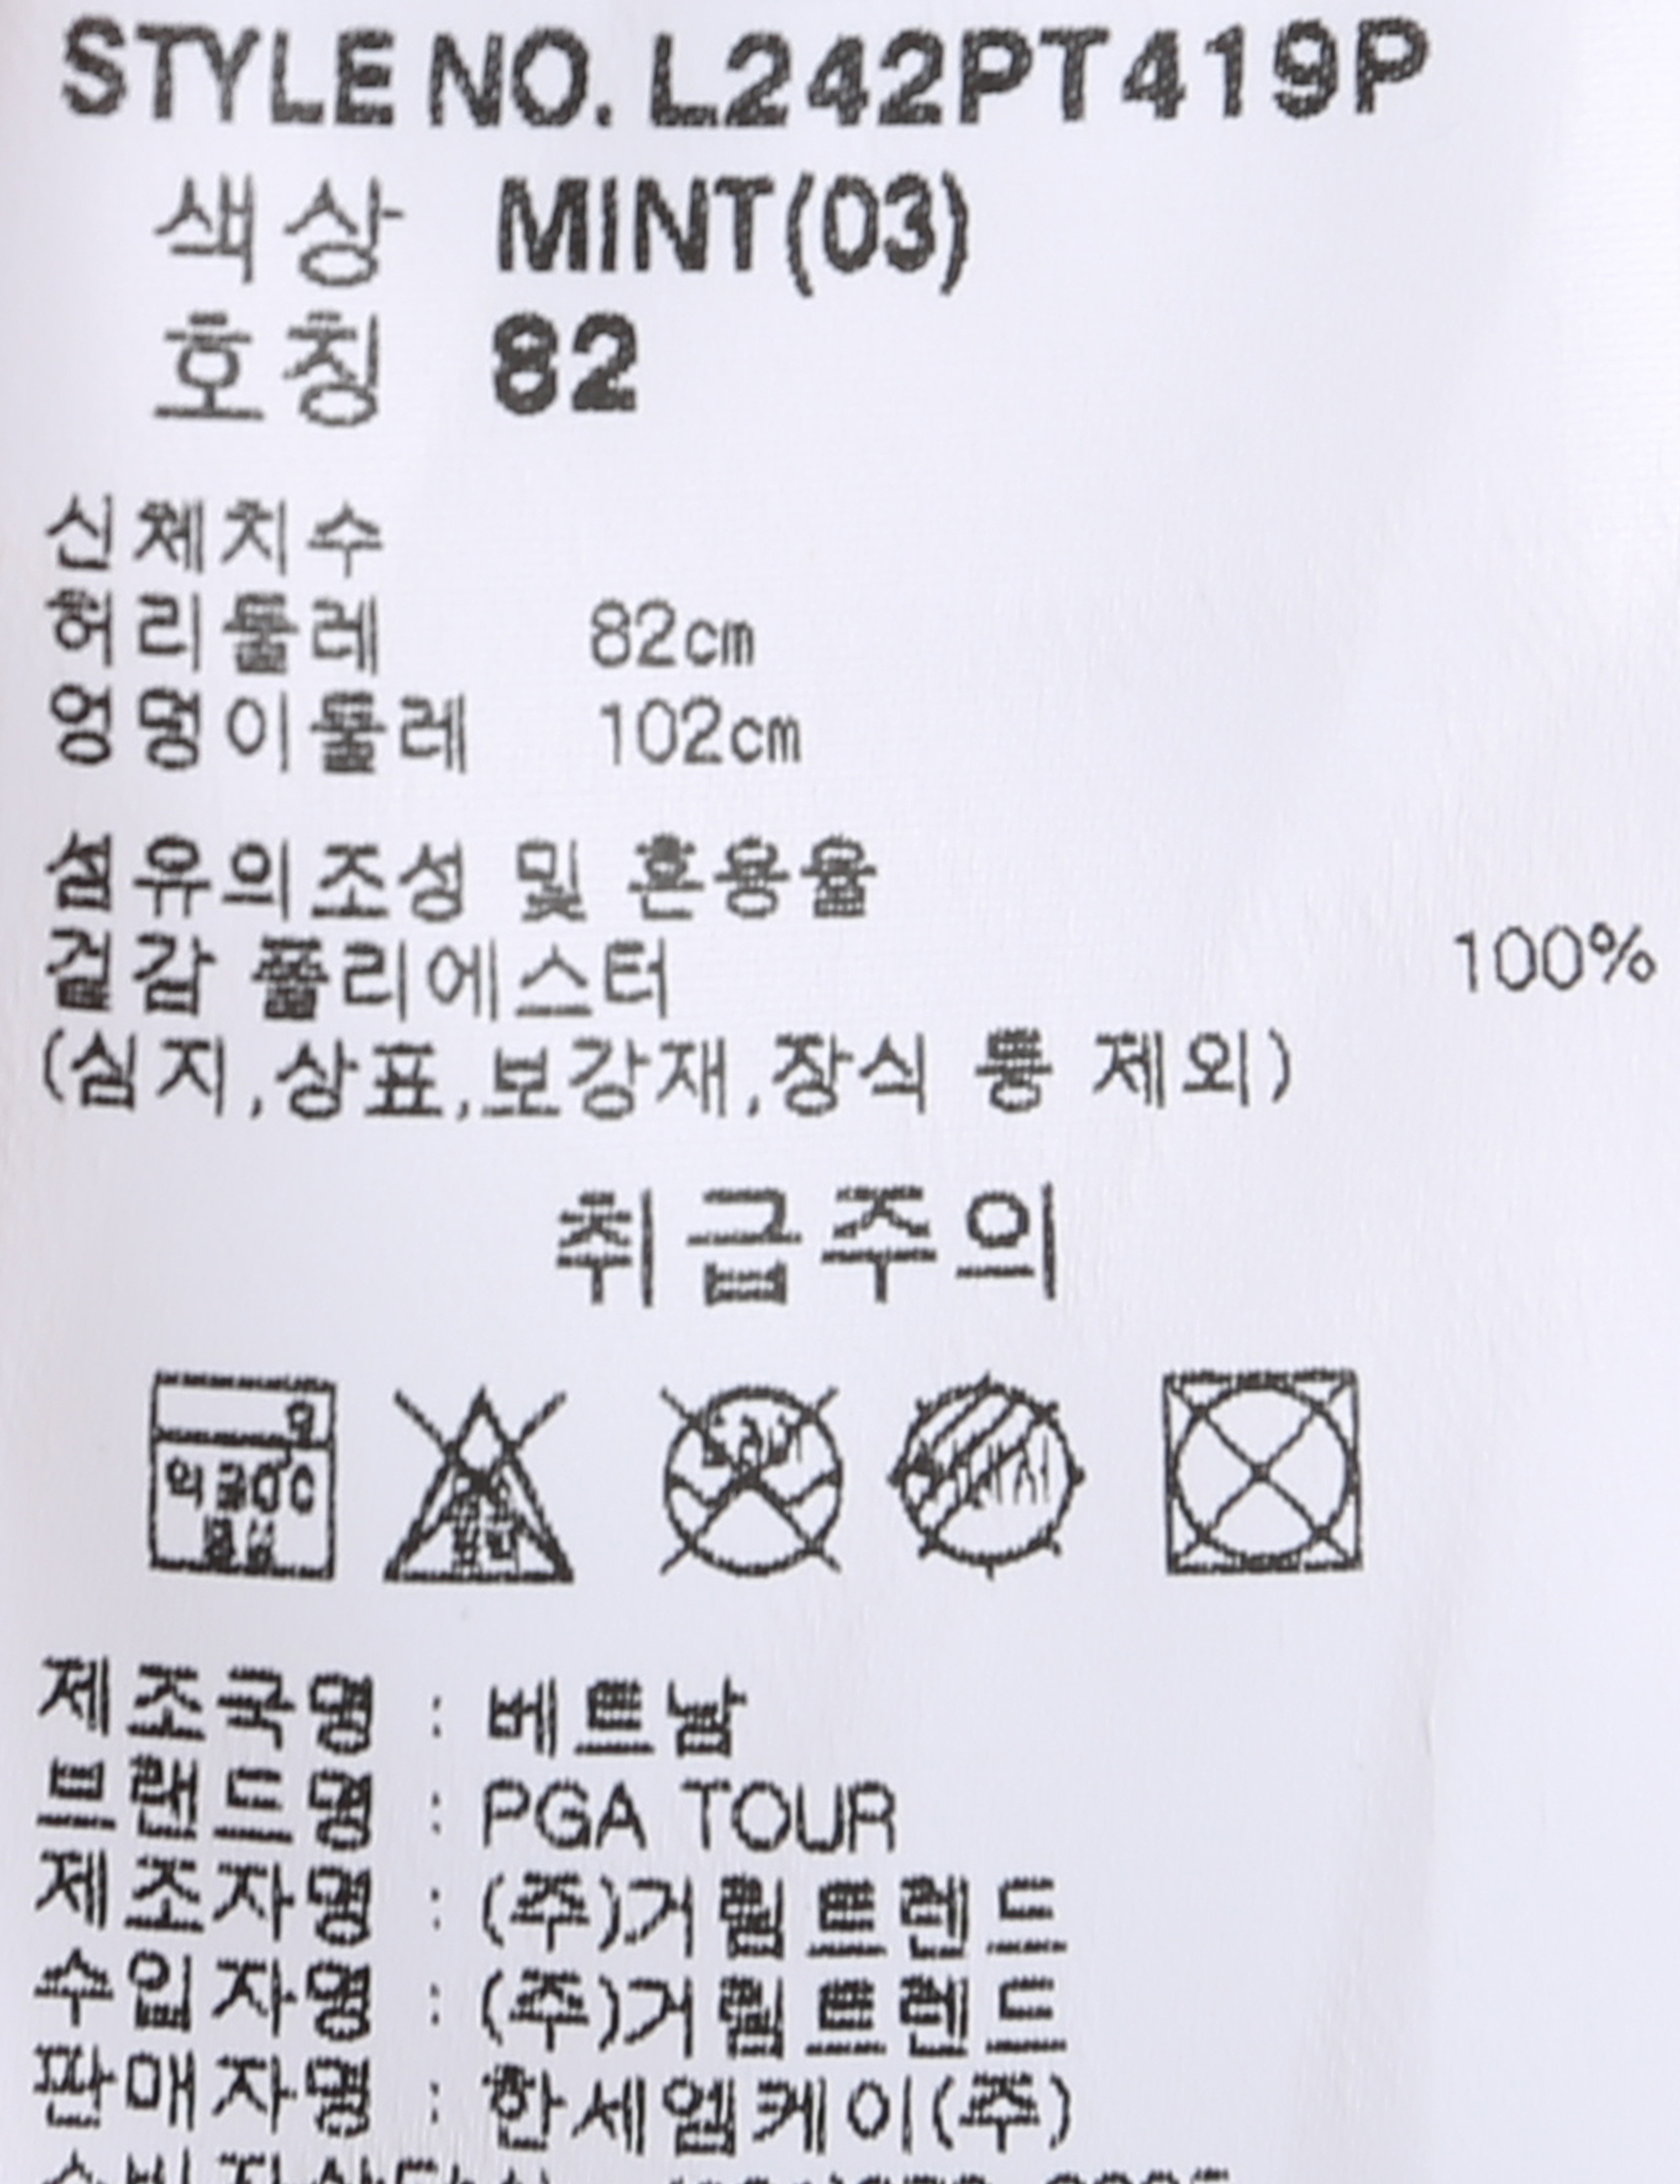 STYLE NO. L242PT419P
색상 MINT(03)
호칭 82
신체치수
허리둘레 82cm
엉덩이둘레 102cm
섬유의조성 및 혼용율
겉감 폴리에스터 100%
(심지,상표,보강재,장식 등 제외)
취급주의
제조국명 : 베트남
브랜드명 : PGA TOUR
제조자명 : (주)거림트렌드
수입자명 : (주)거림트렌드
판매자명 : 한세엠케이(주)